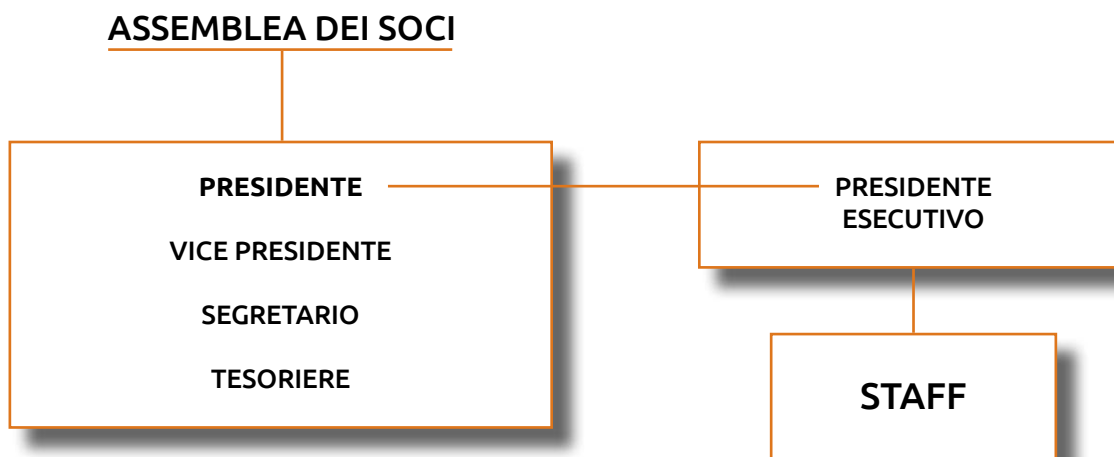 ASSEMBLEA DEI SOCI
PRESIDENTE
VICE PRESIDENTE
SEGRETARIO
TESORIERE
PRESIDENTE
ESECUTIVO
STAFF